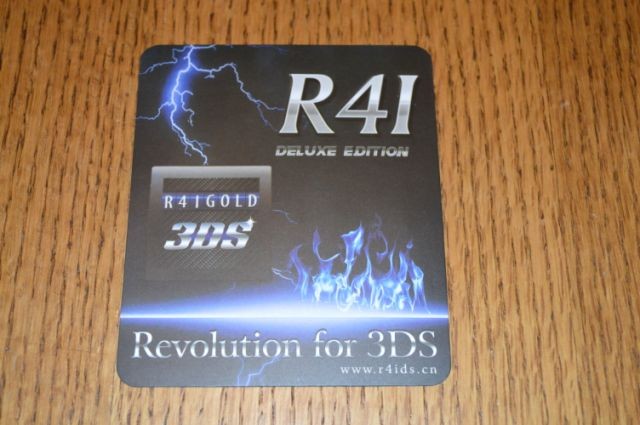 R4I
DELUXE EDITION
R4IGOLD
3DS
Revolution for 3DS
www.r4ids.cn